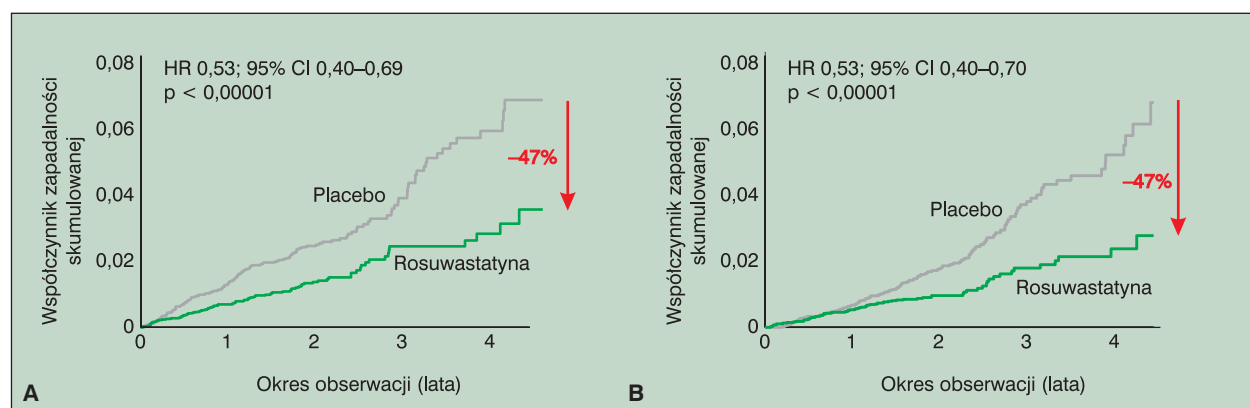 Współczynnik zapadalności
skumulowanej
0,08
0,06
0,04
0,02
0
HR 0,53; 95% CI 0,40–0,69
p < 0,00001
–47%
Placebo
Rosuwastatyna
0 1 2 3 4
Okres obserwacji (lata)
A
Współczynnik zapadalności
skumulowanej
0,08
0,06
0,04
0,02
0
HR 0,53; 95% CI 0,40–0,70
p < 0,00001
–47%
Placebo
Rosuwastatyna
0 1 2 3 4
Okres obserwacji (lata)
B